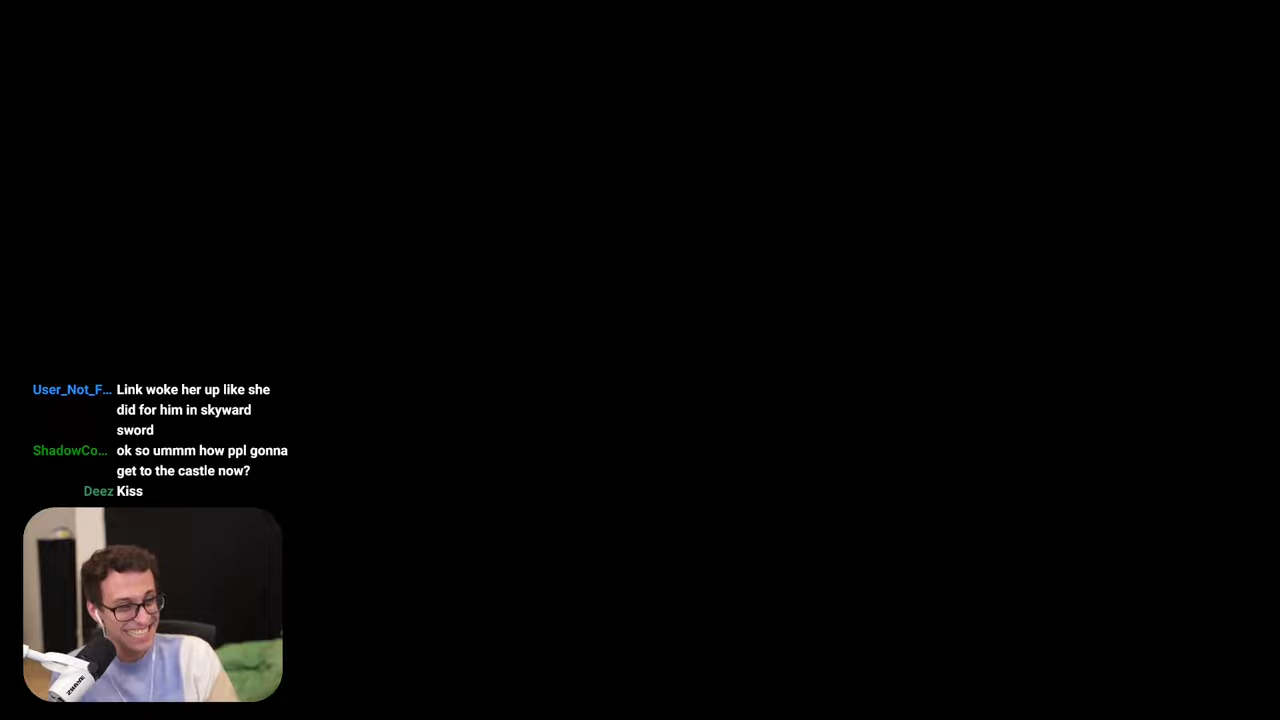 User_Not_F... Link woke her up like she
did for him in skyward
sword
ShadowCo... ok so ummm how ppl gonna
get to the castle now?
Deez Kiss